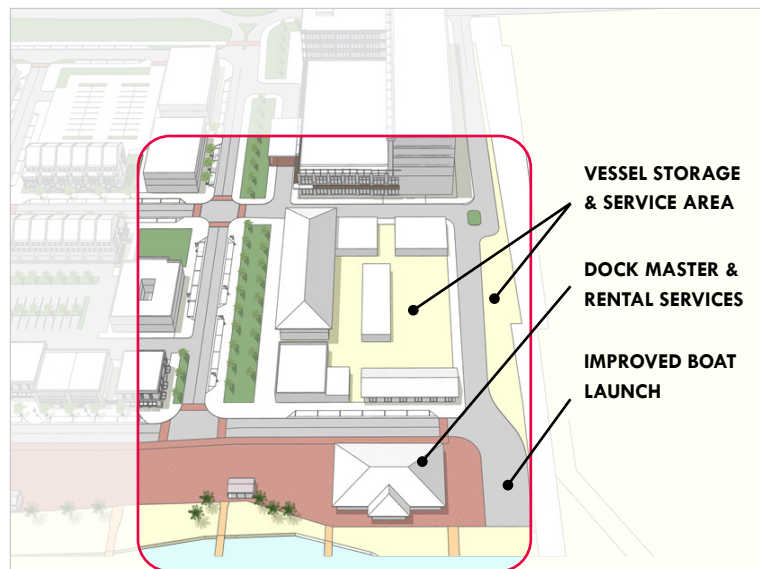 VESSEL STORAGE
& SERVICE AREA
DOCK MASTER &
RENTAL SERVICES
IMPROVED BOAT
LAUNCH